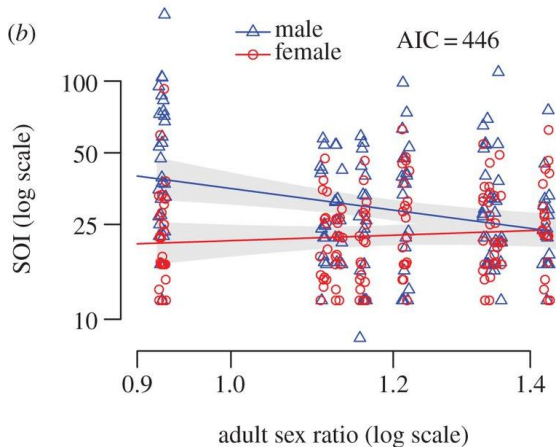 (b)
male
female
AIC = 446
SOI (log scale)
100
50
25
10
0.9 1.0 1.2 1.4
adult sex ratio (log scale)